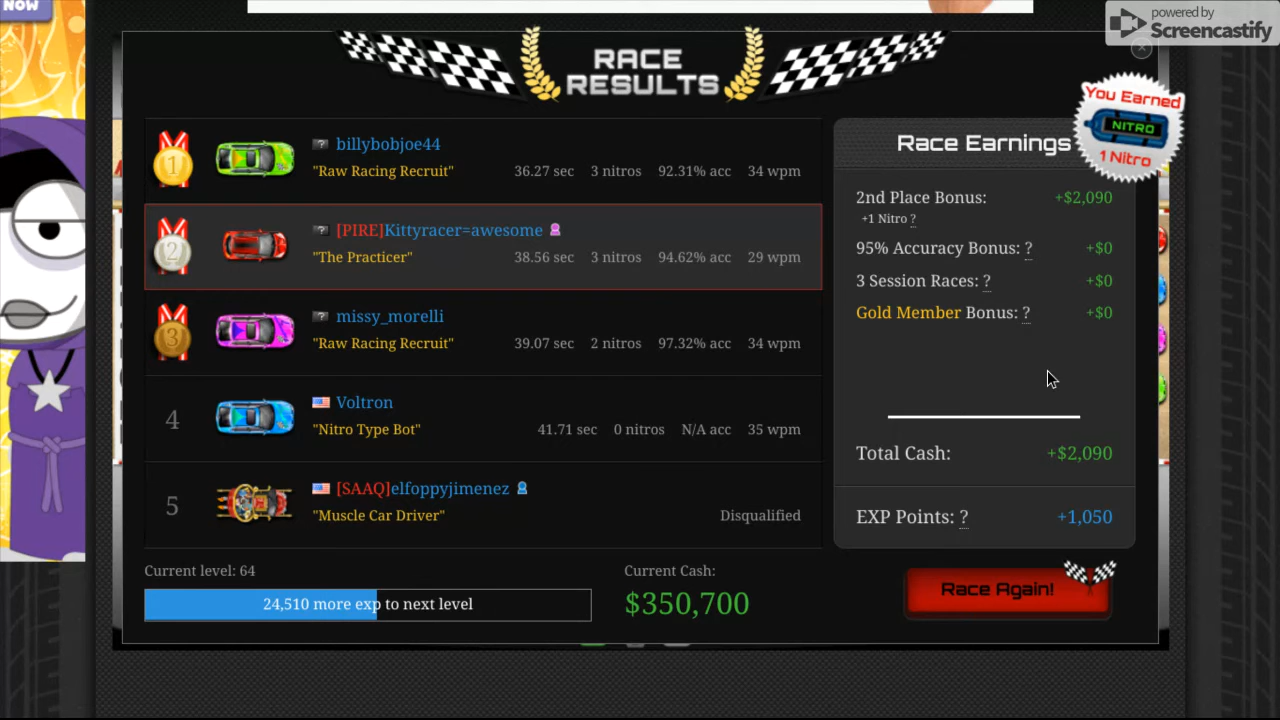 NOW
powered by
Screencastify
RACE
RESULTS
You Earned
NITRO
1 Nitro
1
billybobjoe44
"Raw Racing Recruit" 36.27 sec 3 nitros 92.31% acc 34 wpm
2
[PIRE]Kittyracer=awesome
"The Practicer" 38.56 sec 3 nitros 94.62% acc 29 wpm
3
missy_morelli
"Raw Racing Recruit" 39.07 sec 2 nitros 97.32% acc 34 wpm
4
Voltron
"Nitro Type Bot" 41.71 sec 0 nitros N/A acc 35 wpm
5
[SAAQ]elfoppyjimenez
"Muscle Car Driver" Disqualified
Race Earnings
2nd Place Bonus: +$2,090
+1 Nitro ?
95% Accuracy Bonus: ? +$0
3 Session Races: ? +$0
Gold Member Bonus: ? +$0
Total Cash: +$2,090
EXP Points: ? +1,050
Current level: 64
24,510 more exp to next level
Current Cash:
$350,700
Race Again!